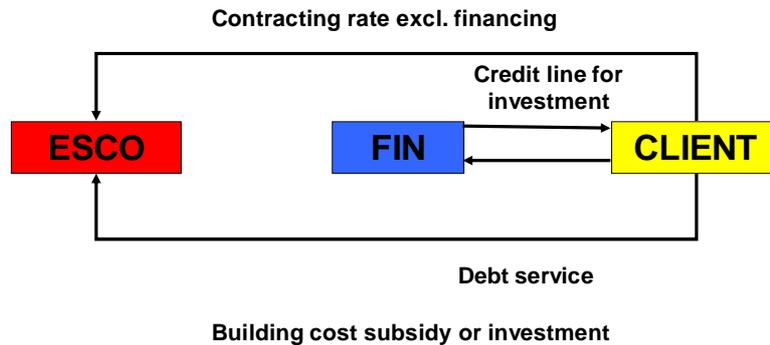 Contracting rate excl. financing
Credit line for
investment
ESCO
FIN
CLIENT
Debt service
Building cost subsidy or investment